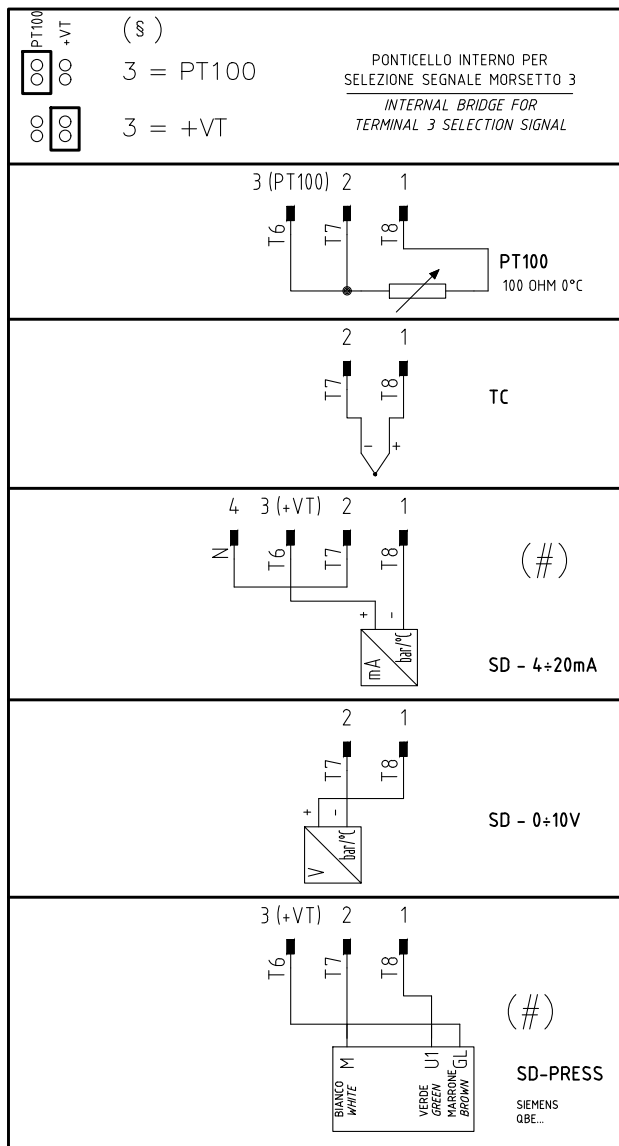 PT100
+VT
(§)
3 = PT100
3 = +VT
PONTICELLO INTERNO PER
SELEZIONE SEGNALE MORSETTO 3
INTERNAL BRIDGE FOR
TERMINAL 3 SELECTION SIGNAL
3 (PT100) 2 1
T6 T7 T8
PT100
100 OHM 0°C
2 1
T7 T8
TC
- +
4 3 (+VT) 2 1
N T6 T7 T8
(#)
+ -
mA bar/°C
SD - 4÷20mA
2 1
T7 T8
+ -
V bar/°C
SD - 0÷10V
3 (+VT) 2 1
T6 T7 T8
(#)
M U1 GL
BIANCO
WHITE
VERDE
GREEN
MARRONE
BROWN
SD-PRESS
SIEMENS
QBE...